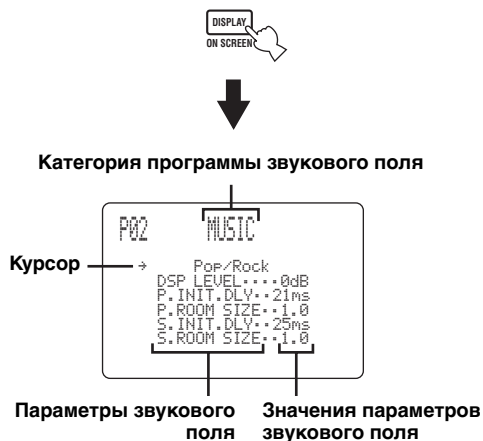 DISPLAY
ON SCREEN
Категория программы звукового поля
P02 MUSIC
Курсор
→ Pop/Rock
DSP LEVEL····0dB
P.INIT.DLY··21ms
P.ROOM SIZE··1.0
S.INIT.DLY··25ms
S.ROOM SIZE··1.0
Параметры звукового
поля
Значения параметров
звукового поля